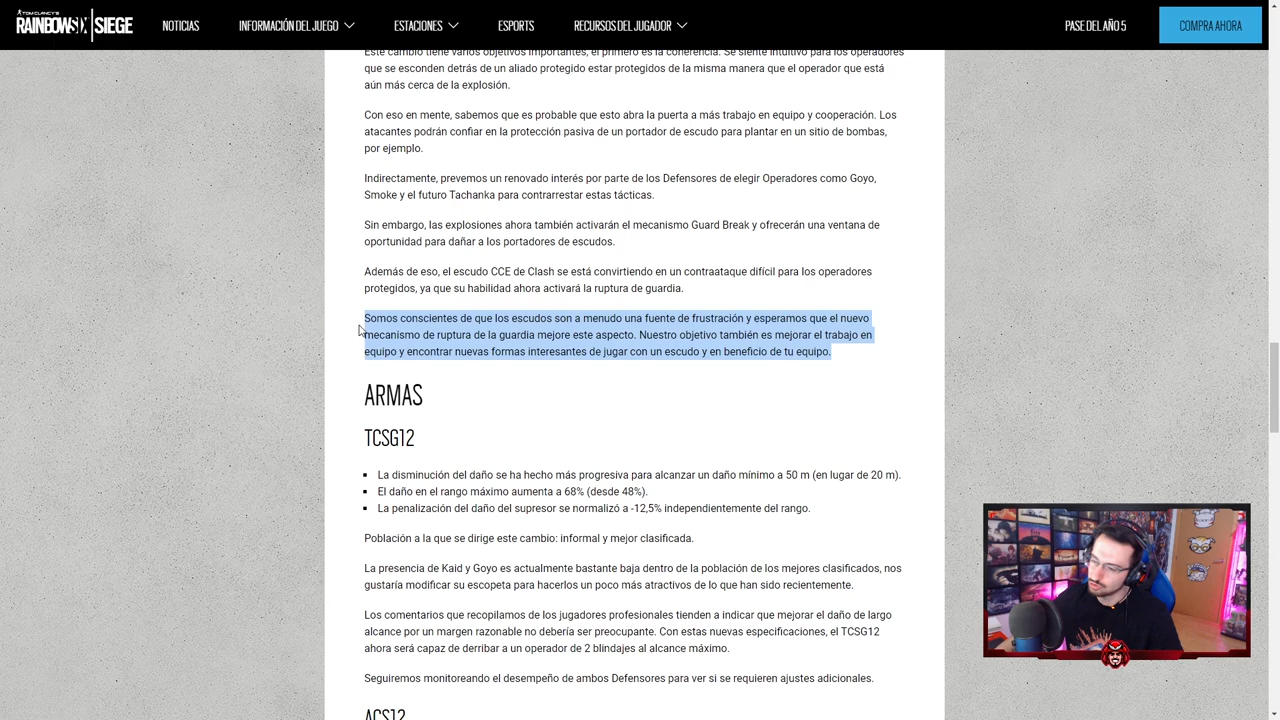 TOM CLANCY'S
RAINBOWSIX | SIEGE
NOTICIAS
INFORMACIÓN DEL JUEGO
ESTACIONES
ESPORTS
RECURSOS DEL JUGADOR
PASE DEL AÑO 5
COMPRA AHORA
Este cambio tiene varios objetivos importantes, el primero es la coherencia. Se siente intuitivo para los operadores
que se esconden detrás de un aliado protegido estar protegidos de la misma manera que el operador que está
aún más cerca de la explosión.
Con eso en mente, sabemos que es probable que esto abra la puerta a más trabajo en equipo y cooperación. Los
atacantes podrán confiar en la protección pasiva de un portador de escudo para plantar en un sitio de bombas,
por ejemplo.
Indirectamente, prevemos un renovado interés por parte de los Defensores de elegir Operadores como Goyo,
Smoke y el futuro Tachanka para contrarrestar estas tácticas.
Sin embargo, las explosiones ahora también activarán el mecanismo Guard Break y ofrecerán una ventana de
oportunidad para dañar a los portadores de escudos.
Además de eso, el escudo CCE de Clash se está convirtiendo en un contraataque difícil para los operadores
protegidos, ya que su habilidad ahora activará la ruptura de guardia.
Somos conscientes de que los escudos son a menudo una fuente de frustración y esperamos que el nuevo
mecanismo de ruptura de la guardia mejore este aspecto. Nuestro objetivo también es mejorar el trabajo en
equipo y encontrar nuevas formas interesantes de jugar con un escudo y en beneficio de tu equipo.
ARMAS
TCSG12
La disminución del daño se ha hecho más progresiva para alcanzar un daño mínimo a 50 m (en lugar de 20 m).
El daño en el rango máximo aumenta a 68% (desde 48%).
La penalización del daño del supresor se normalizó a -12,5% independientemente del rango.
Población a la que se dirige este cambio: informal y mejor clasificada.
La presencia de Kaid y Goyo es actualmente bastante baja dentro de la población de los mejores clasificados, nos
gustaría modificar su escopeta para hacerlos un poco más atractivos de lo que han sido recientemente.
Los comentarios que recopilamos de los jugadores profesionales tienden a indicar que mejorar el daño de largo
alcance por un margen razonable no debería ser preocupante. Con estas nuevas especificaciones, el TCSG12
ahora será capaz de derribar a un operador de 2 blindajes al alcance máximo.
Seguiremos monitoreando el desempeño de ambos Defensores para ver si se requieren ajustes adicionales.
ACS12